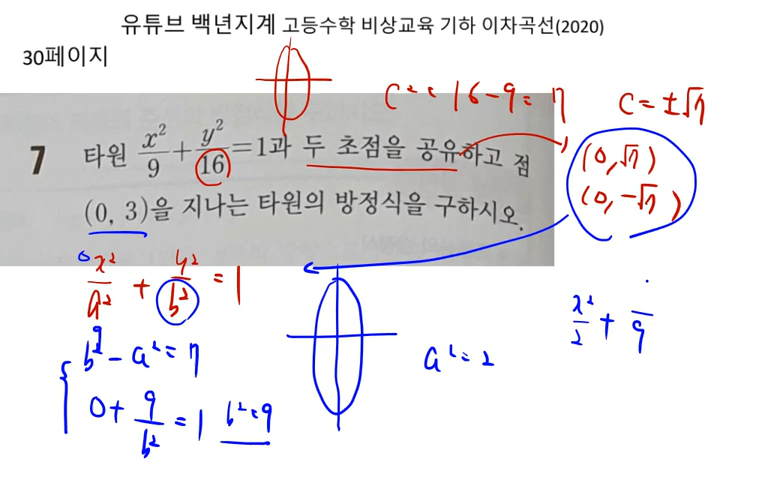 유튜브 백년지계 고등수학 비상교육 기하 이차곡선(2020)
30페이지
c² = 16-9 = 7   c = ±√7
7 타원 x²/9 + y²/16 = 1과 두 초점을 공유하고 점
(0, 3)을 지나는 타원의 방정식을 구하시오.
(0, √7)
(0, -√7)
0
x²/a² + y²/b² = 1
x²/2 + /9
9
b² - a² = 7
a² = 2
0 + 9/b² = 1   b² = 9